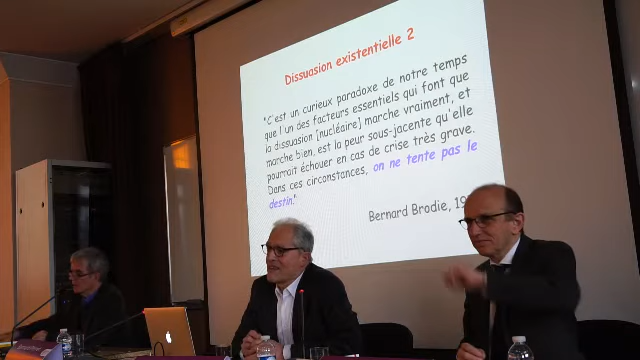 Dissuasion existentielle 2
"C'est un curieux paradoxe de notre temps
que l'un des facteurs essentiels qui font que
la dissuasion [nucléaire] marche vraiment, et
marche bien, est la peur sous-jacente qu'elle
pourrait échouer en cas de crise très grave.
Dans ces circonstances, on ne tente pas le
destin."
Bernard Brodie, 19